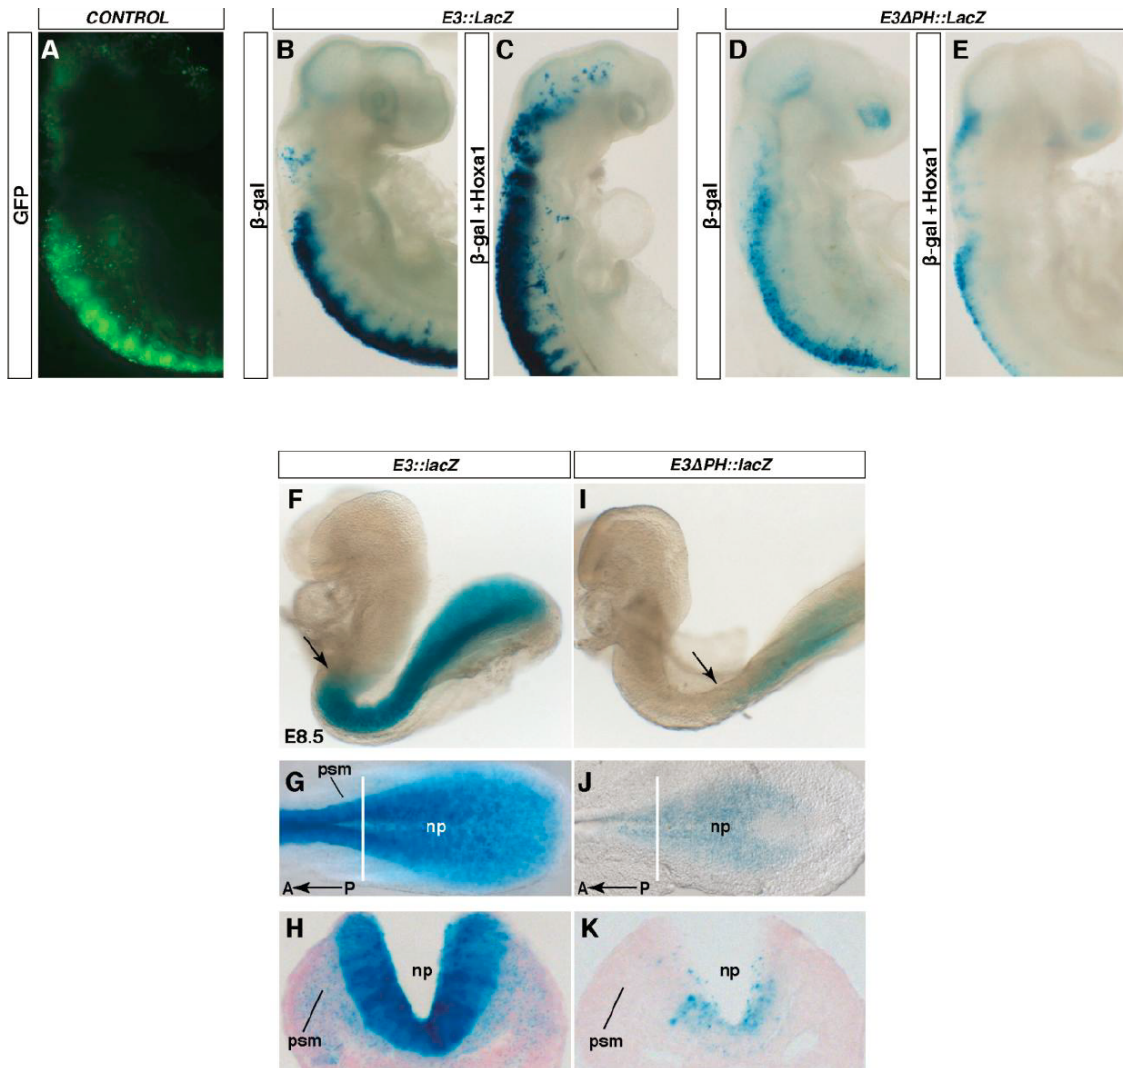 CONTROL
E3::LacZ
E3ΔPH::LacZ
A
B
C
D
E
GFP
β-gal
β-gal +Hoxa1
β-gal
β-gal +Hoxa1
E3::lacZ
E3ΔPH::lacZ
F
I
E8.5
G
psm
np
A P
J
np
A P
H
np
psm
K
np
psm